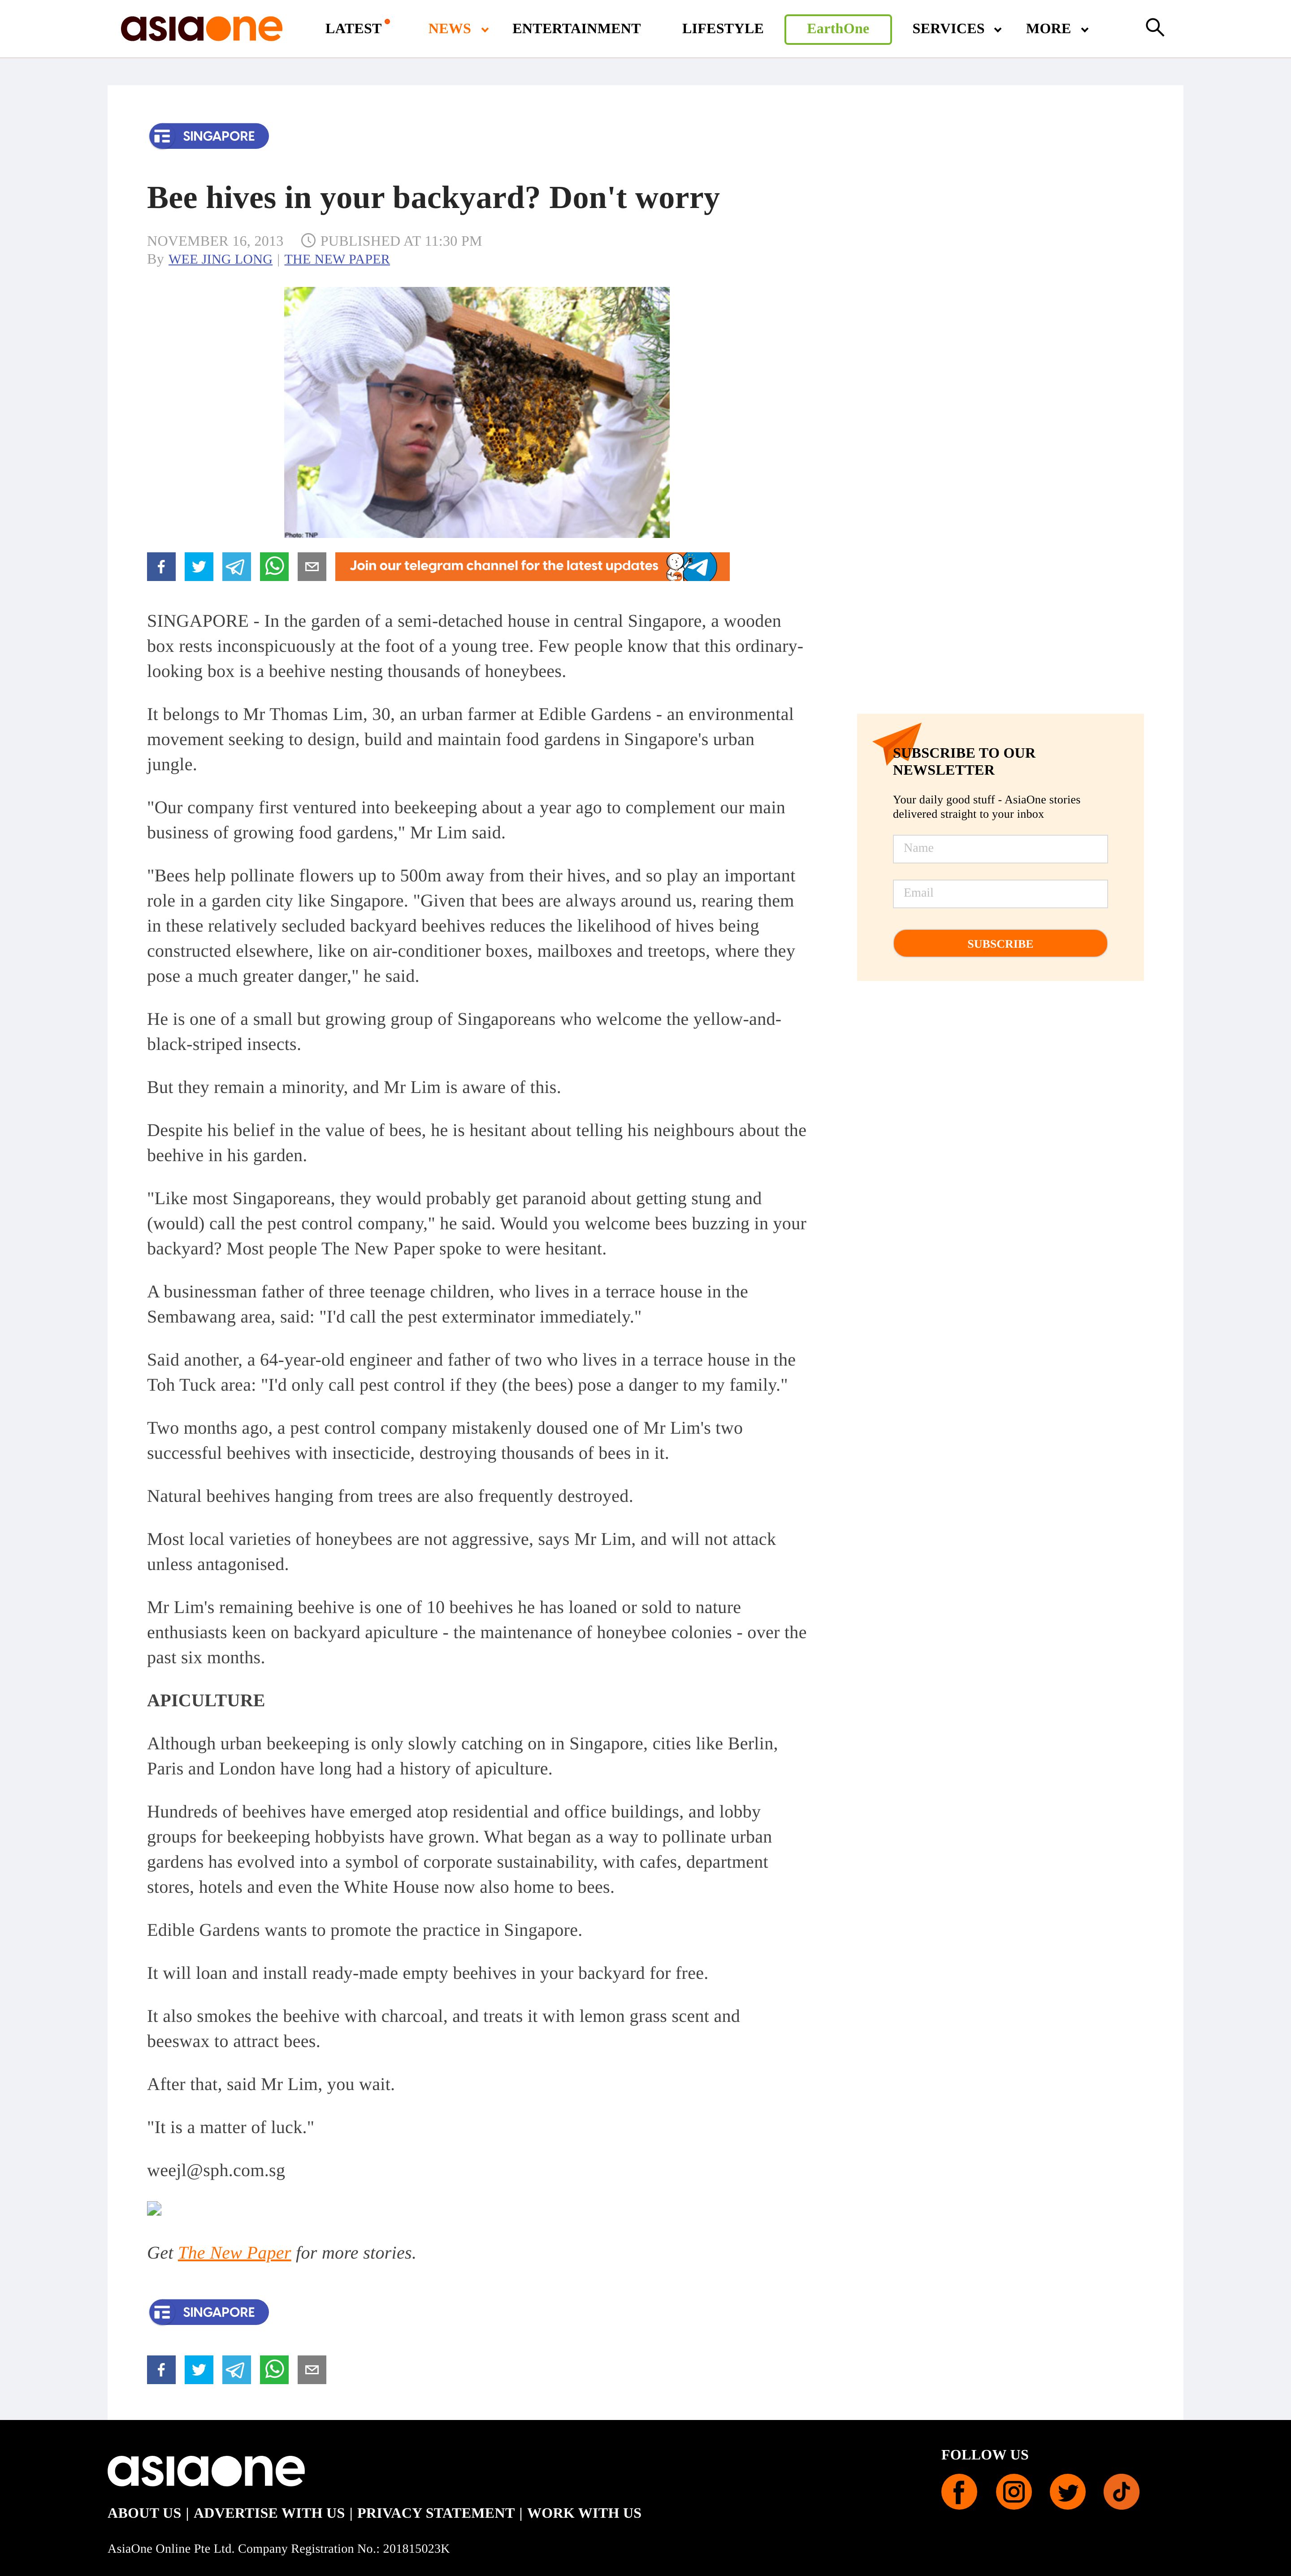 asiaone LATEST NEWS ENTERTAINMENT LIFESTYLE EarthOne SERVICES MORE
SINGAPORE
Bee hives in your backyard? Don't worry
NOVEMBER 16, 2013 PUBLISHED AT 11:30 PM
By WEE JING LONG | THE NEW PAPER
Photo: TNP
Join our telegram channel for the latest updates
SINGAPORE - In the garden of a semi-detached house in central Singapore, a wooden
box rests inconspicuously at the foot of a young tree. Few people know that this ordinary-
looking box is a beehive nesting thousands of honeybees.
It belongs to Mr Thomas Lim, 30, an urban farmer at Edible Gardens - an environmental
movement seeking to design, build and maintain food gardens in Singapore's urban
jungle.
"Our company first ventured into beekeeping about a year ago to complement our main
business of growing food gardens," Mr Lim said.
"Bees help pollinate flowers up to 500m away from their hives, and so play an important
role in a garden city like Singapore. "Given that bees are always around us, rearing them
in these relatively secluded backyard beehives reduces the likelihood of hives being
constructed elsewhere, like on air-conditioner boxes, mailboxes and treetops, where they
pose a much greater danger," he said.
He is one of a small but growing group of Singaporeans who welcome the yellow-and-
black-striped insects.
But they remain a minority, and Mr Lim is aware of this.
Despite his belief in the value of bees, he is hesitant about telling his neighbours about the
beehive in his garden.
"Like most Singaporeans, they would probably get paranoid about getting stung and
(would) call the pest control company," he said. Would you welcome bees buzzing in your
backyard? Most people The New Paper spoke to were hesitant.
A businessman father of three teenage children, who lives in a terrace house in the
Sembawang area, said: "I'd call the pest exterminator immediately."
Said another, a 64-year-old engineer and father of two who lives in a terrace house in the
Toh Tuck area: "I'd only call pest control if they (the bees) pose a danger to my family."
Two months ago, a pest control company mistakenly doused one of Mr Lim's two
successful beehives with insecticide, destroying thousands of bees in it.
Natural beehives hanging from trees are also frequently destroyed.
Most local varieties of honeybees are not aggressive, says Mr Lim, and will not attack
unless antagonised.
Mr Lim's remaining beehive is one of 10 beehives he has loaned or sold to nature
enthusiasts keen on backyard apiculture - the maintenance of honeybee colonies - over the
past six months.
APICULTURE
Although urban beekeeping is only slowly catching on in Singapore, cities like Berlin,
Paris and London have long had a history of apiculture.
Hundreds of beehives have emerged atop residential and office buildings, and lobby
groups for beekeeping hobbyists have grown. What began as a way to pollinate urban
gardens has evolved into a symbol of corporate sustainability, with cafes, department
stores, hotels and even the White House now also home to bees.
Edible Gardens wants to promote the practice in Singapore.
It will loan and install ready-made empty beehives in your backyard for free.
It also smokes the beehive with charcoal, and treats it with lemon grass scent and
beeswax to attract bees.
After that, said Mr Lim, you wait.
"It is a matter of luck."
weejl@sph.com.sg
Get The New Paper for more stories.
SINGAPORE
SUBSCRIBE TO OUR
NEWSLETTER
Your daily good stuff - AsiaOne stories
delivered straight to your inbox
Name
Email
SUBSCRIBE
asiaone
FOLLOW US
ABOUT US | ADVERTISE WITH US | PRIVACY STATEMENT | WORK WITH US
AsiaOne Online Pte Ltd. Company Registration No.: 201815023K